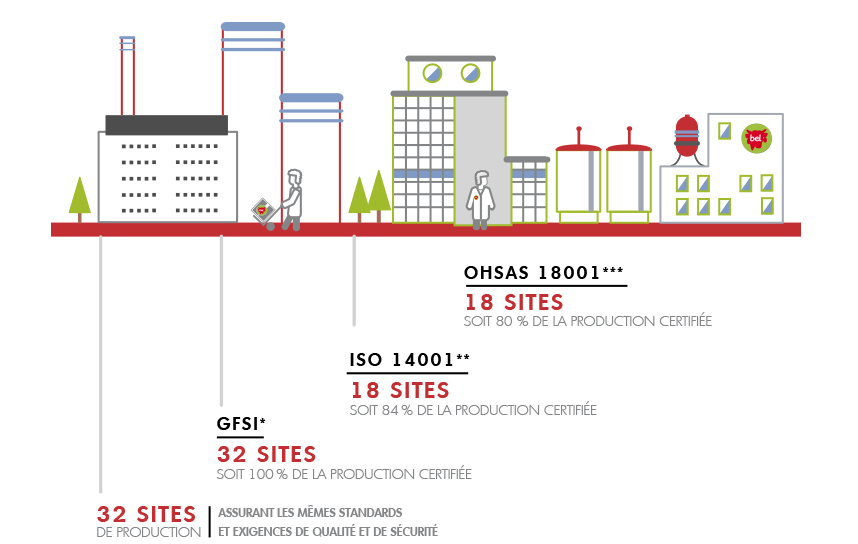 bel
OHSAS 18001***
18 SITES
SOIT 80 % DE LA PRODUCTION CERTIFIÉE
ISO 14001**
18 SITES
SOIT 84 % DE LA PRODUCTION CERTIFIÉE
GFSI*
32 SITES
SOIT 100 % DE LA PRODUCTION CERTIFIÉE
32 SITES
DE PRODUCTION
ASSURANT LES MÊMES STANDARDS
ET EXIGENCES DE QUALITÉ ET DE SÉCURITÉ